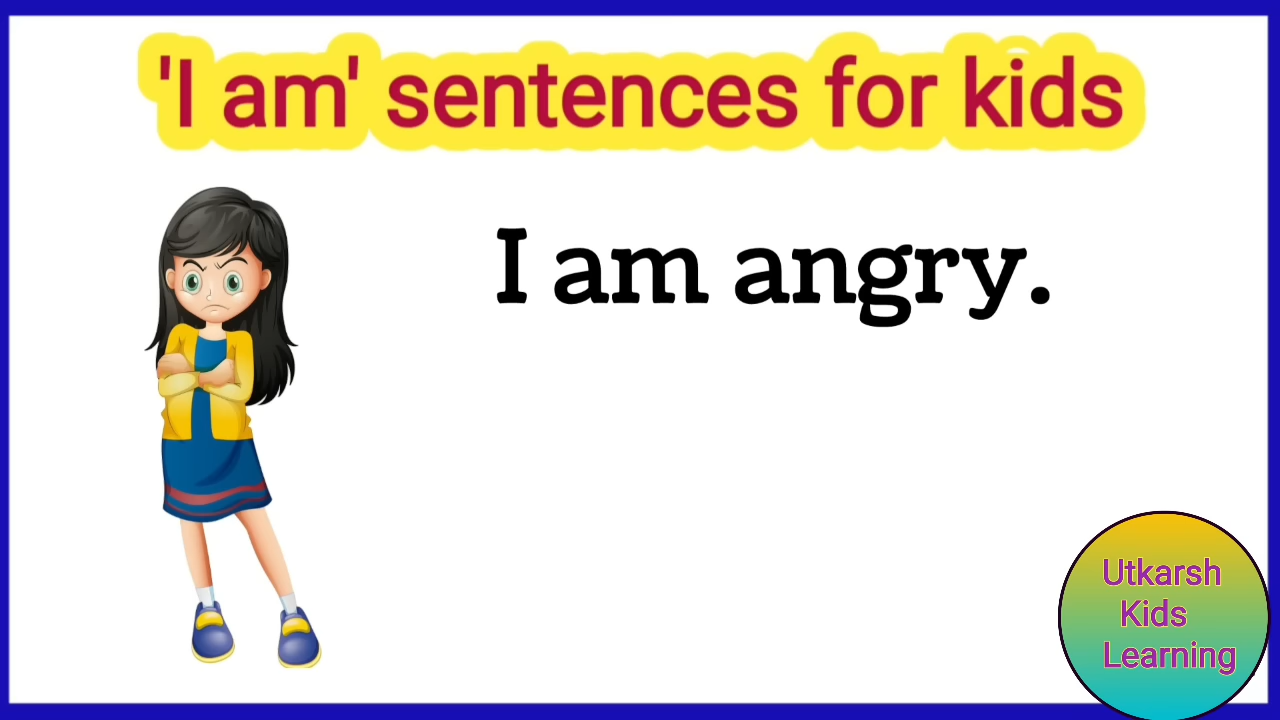 'I am' sentences for kids
I am angry.
Utkarsh
Kids
Learning